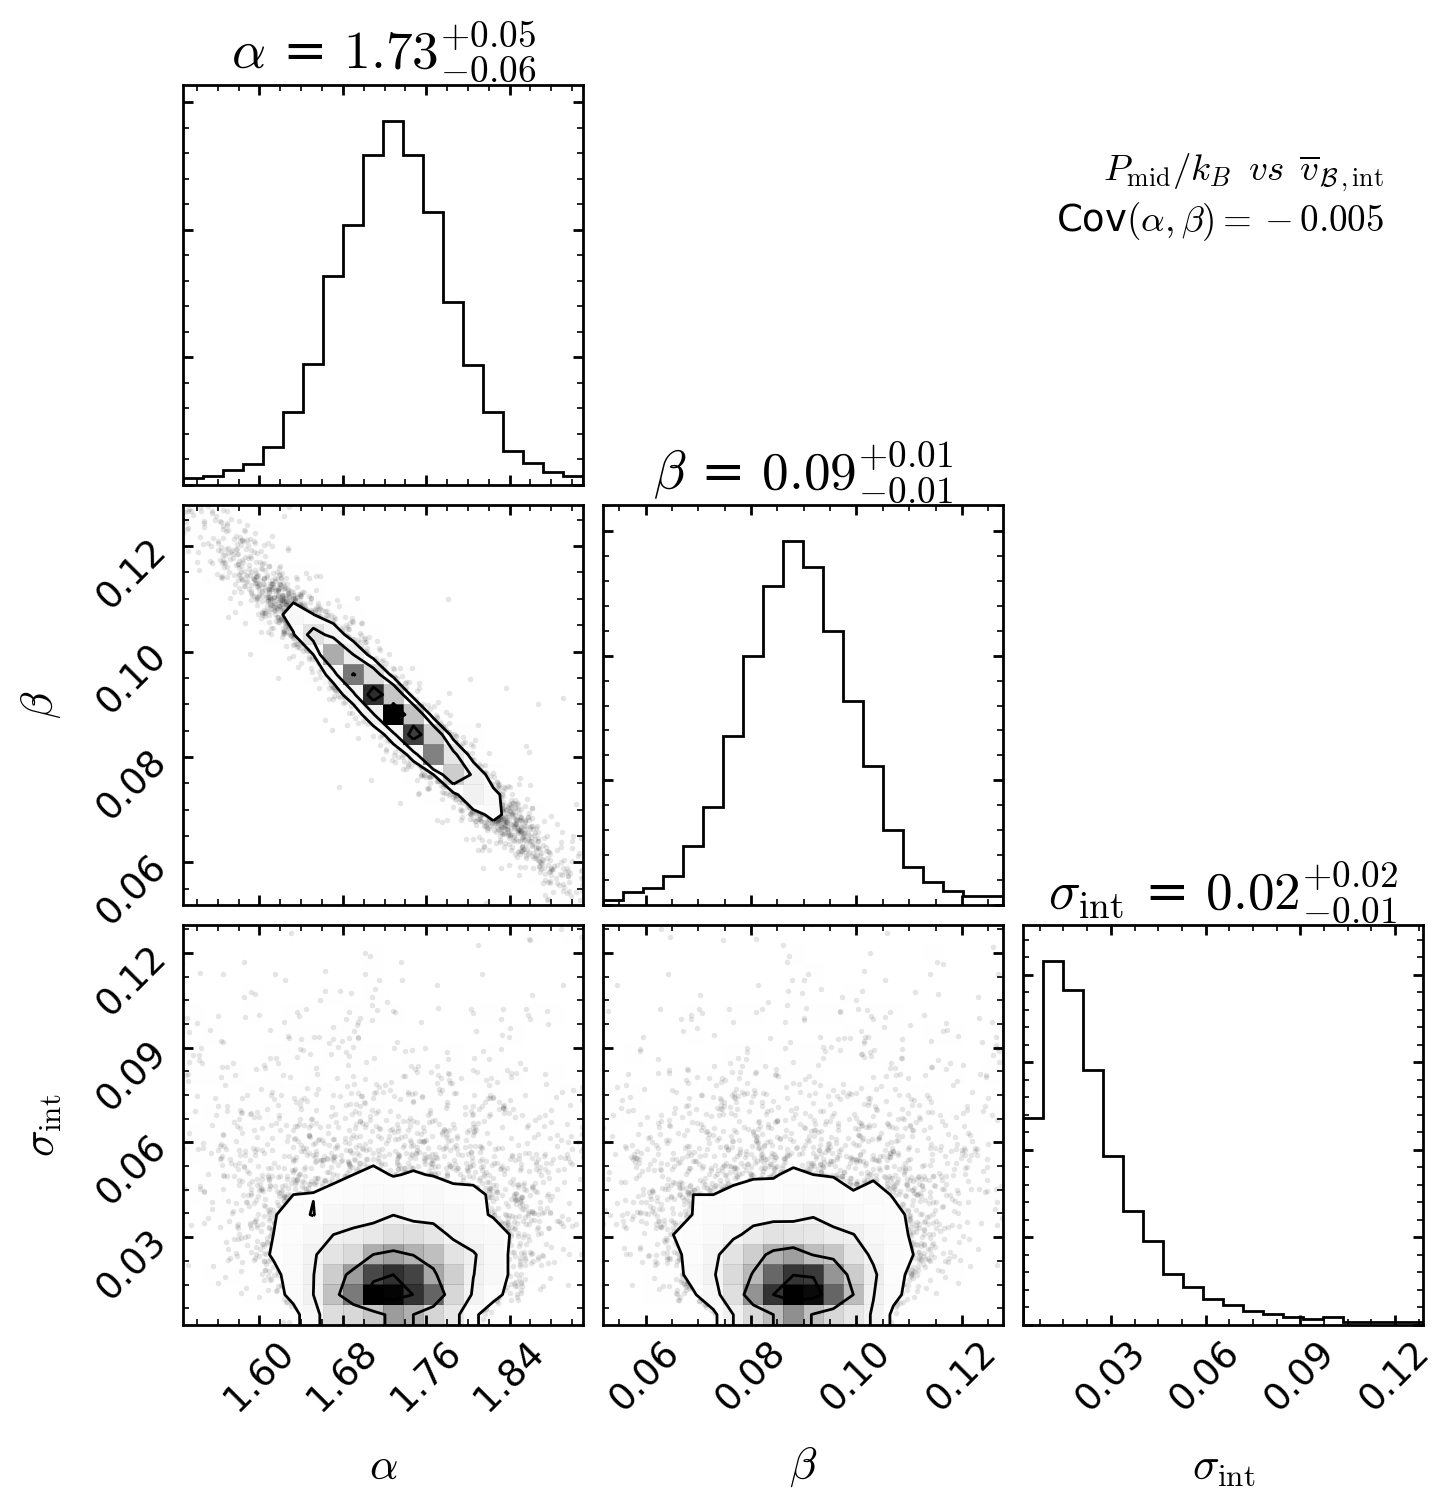 α = 1.73 +0.05 −0.06
P_mid/k_B vs v̅_ℬ,int
Cov(α, β) = − 0.005
β = 0.09 +0.01 −0.01
0.12
0.10
0.08
0.06
β
σ_int = 0.02 +0.02 −0.01
0.12
0.09
0.06
0.03
σ_int
1.60 1.68 1.76 1.84
0.06 0.08 0.10 0.12
0.03 0.06 0.09 0.12
α
β
σ_int